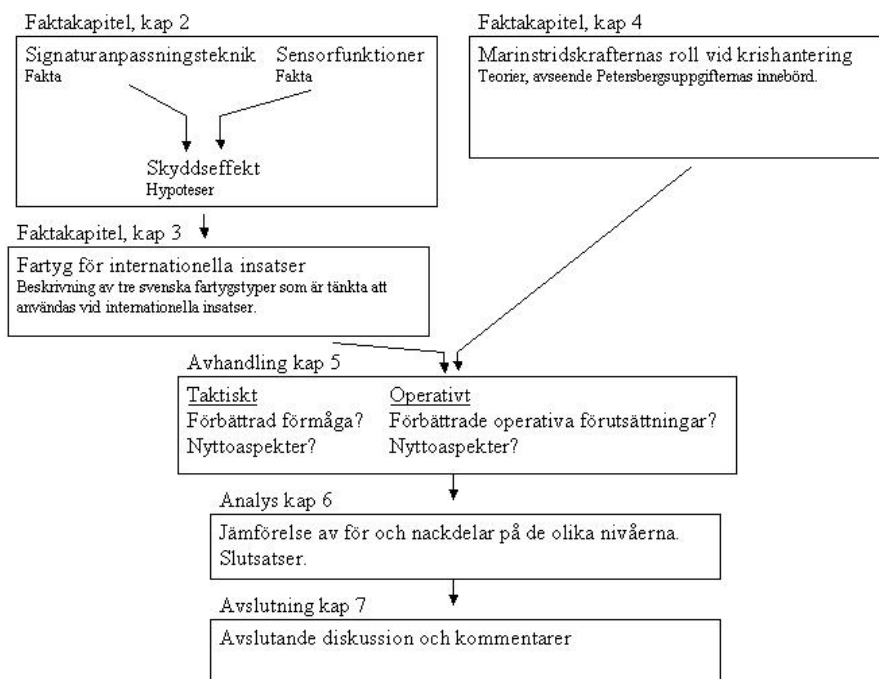 Faktakapitel, kap 2
Signaturanpassningsteknik
Fakta
Sensorfunktioner
Fakta
Skyddseffekt
Hypoteser
Faktakapitel, kap 4
Marinstridskrafternas roll vid krishantering
Teorier, avseende Petersbergsuppgifternas innebörd.
Faktakapitel, kap 3
Fartyg för internationella insatser
Beskrivning av tre svenska fartygstyper som är tänkta att
användas vid internationella insatser.
Avhandling kap 5
Taktiskt
Förbättrad förmåga?
Nyttoaspekter?
Operativt
Förbättrade operativa förutsättningar?
Nyttoaspekter?
Analys kap 6
Jämförelse av för och nackdelar på de olika nivåerna.
Slutsatser.
Avslutning kap 7
Avslutande diskussion och kommentarer